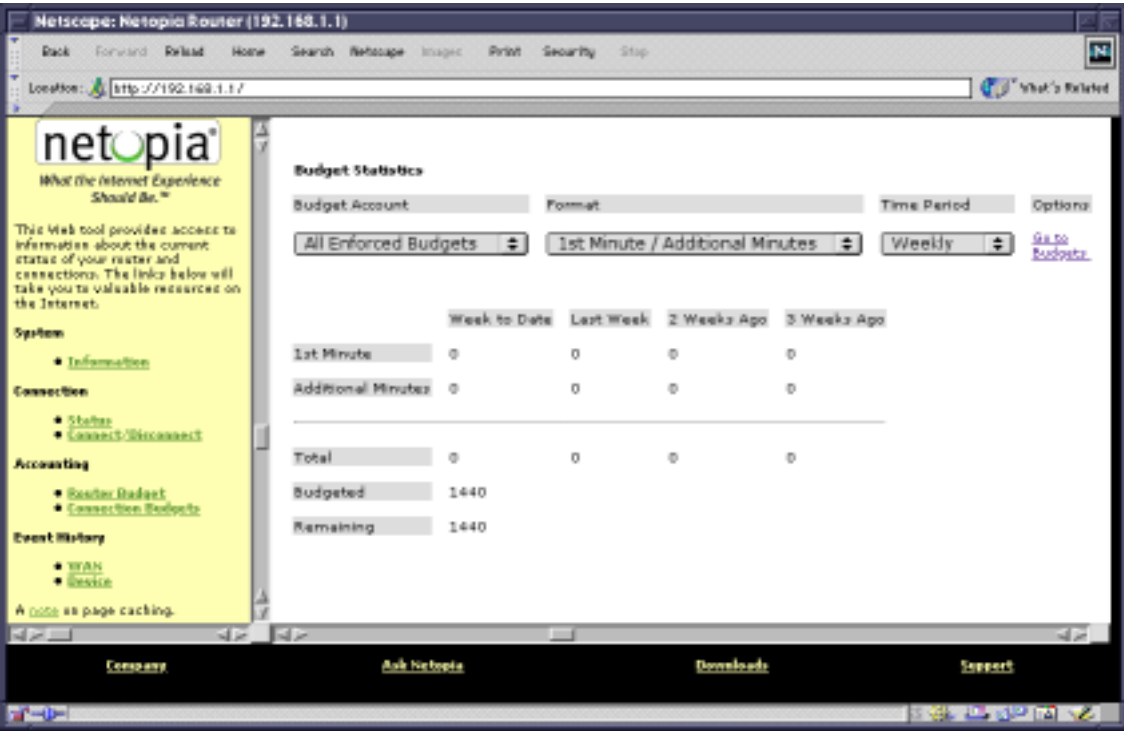 Netscape: Netopia Router (192.168.1.1)
Back Forward Reload Home Search Netscape Images Print Security Stop
N
Location: http://192.168.1.1/ What's Related
netopia®
What the Internet Experience
Should Be.™
This Web tool provides access to
information about the current
status of your router and
connections. The links below will
take you to valuable resources on
the Internet.
System
Information
Connection
Status
Connect/Disconnect
Accounting
Router Budget
Connection Budgets
Event History
WAN
Device
A note on page caching.
Budget Statistics
Budget Account Format Time Period Options
All Enforced Budgets 1st Minute / Additional Minutes Weekly Go to
Budgets
Week to Date Last Week 2 Weeks Ago 3 Weeks Ago
1st Minute 0 0 0 0
Additional Minutes 0 0 0 0
Total 0 0 0 0
Budgeted 1440
Remaining 1440
Company Ask Netopia Downloads Support